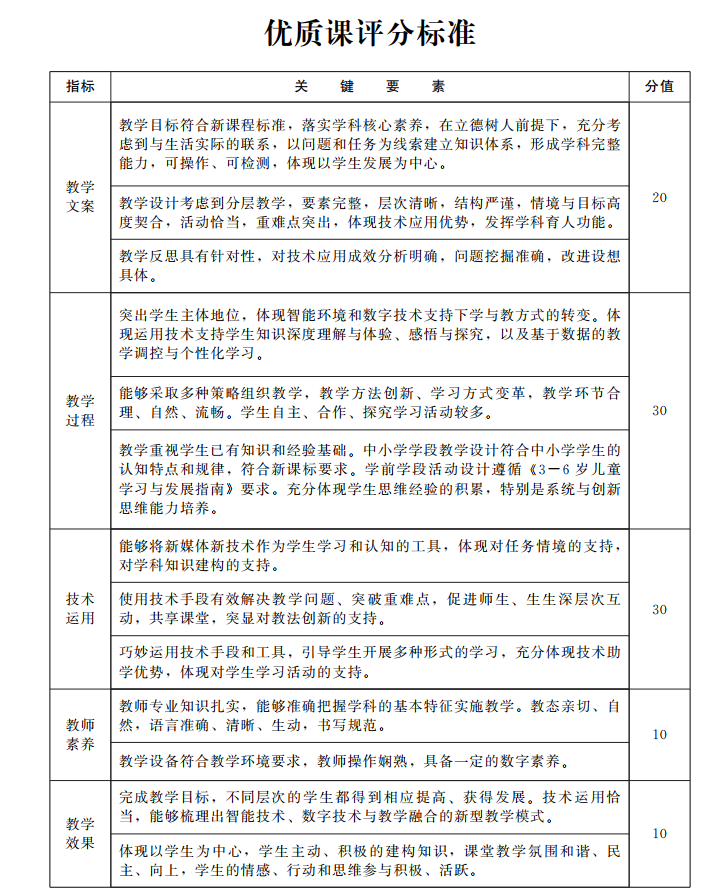 优质课评分标准
指标 关键要素 分值
教学
文案
教学目标符合新课程标准，落实学科核心素养，在立德树人前提下，充分考
虑到与生活实际的联系，以问题和任务为线索建立知识体系，形成学科完整
能力，可操作、可检测，体现以学生发展为中心。
教学设计考虑到分层教学，要素完整，层次清晰，结构严谨，情境与目标高
度契合，活动恰当，重难点突出，体现技术应用优势，发挥学科育人功能。
教学反思具有针对性，对技术应用成效分析明确，问题挖掘准确，改进设想
具体。
20
教学
过程
突出学生主体地位，体现智能环境和数字技术支持下学与教方式的转变。体
现运用技术支持学生知识深度理解与体验、感悟与探究，以及基于数据的教
学调控与个性化学习。
能够采取多种策略组织教学，教学方法创新、学习方式变革，教学环节合
理、自然、流畅。学生自主、合作、探究学习活动较多。
教学重视学生已有知识和经验基础。中小学学段教学设计符合中小学学生的
认知特点和规律，符合新课标要求。学前学段活动设计遵循《3－6岁儿童
学习与发展指南》要求。充分体现学生思维经验的积累，特别是系统与创新
思维能力培养。
30
技术
运用
能够将新媒体新技术作为学生学习和认知的工具，体现对任务情境的支持，
对学科知识建构的支持。
使用技术手段有效解决教学问题、突破重难点，促进师生、生生深层次互
动，共享课堂，突显对教法创新的支持。
巧妙运用技术手段和工具，引导学生开展多种形式的学习，充分体现技术助
学优势，体现对学生学习活动的支持。
30
教师
素养
教师专业知识扎实，能够准确把握学科的基本特征实施教学。教态亲切、自
然，语言准确、清晰、生动，书写规范。
教学设备符合教学环境要求，教师操作娴熟，具备一定的数字素养。
10
教学
效果
完成教学目标，不同层次的学生都得到相应提高、获得发展。技术运用恰
当，能够梳理出智能技术、数字技术与教学融合的新型教学模式。
体现以学生为中心，学生主动、积极的建构知识，课堂教学氛围和谐、民
主、向上，学生的情感、行动和思维参与积极、活跃。
10